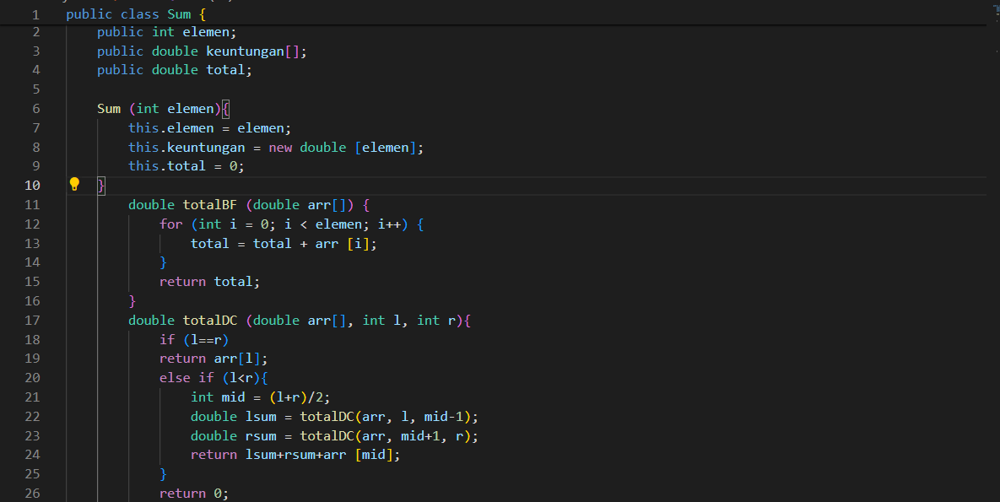 1 public class Sum {
2 public int elemen;
3 public double keuntungan[];
4 public double total;
5
6 Sum (int elemen){
7 this.elemen = elemen;
8 this.keuntungan = new double [elemen];
9 this.total = 0;
10 }
11 double totalBF (double arr[]) {
12 for (int i = 0; i < elemen; i++) {
13 total = total + arr [i];
14 }
15 return total;
16 }
17 double totalDC (double arr[], int l, int r){
18 if (l==r)
19 return arr[l];
20 else if (l<r){
21 int mid = (l+r)/2;
22 double lsum = totalDC(arr, l, mid-1);
23 double rsum = totalDC(arr, mid+1, r);
24 return lsum+rsum+arr [mid];
25 }
26 return 0;